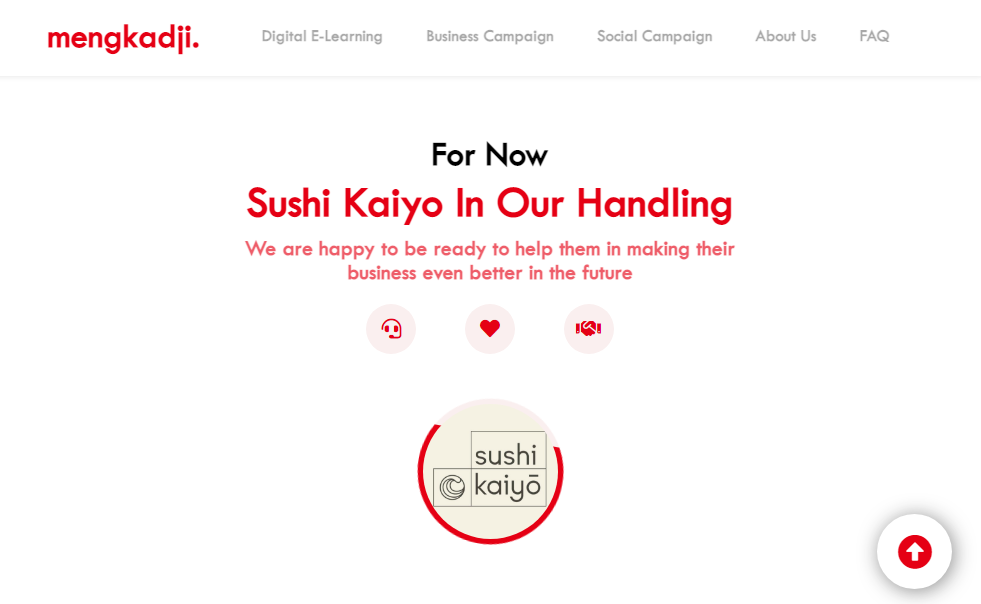 mengkadji.
Digital E-Learning
Business Campaign
Social Campaign
About Us
FAQ
For Now
Sushi Kaiyo In Our Handling
We are happy to be ready to help them in making their
business even better in the future
sushi
kaiyō